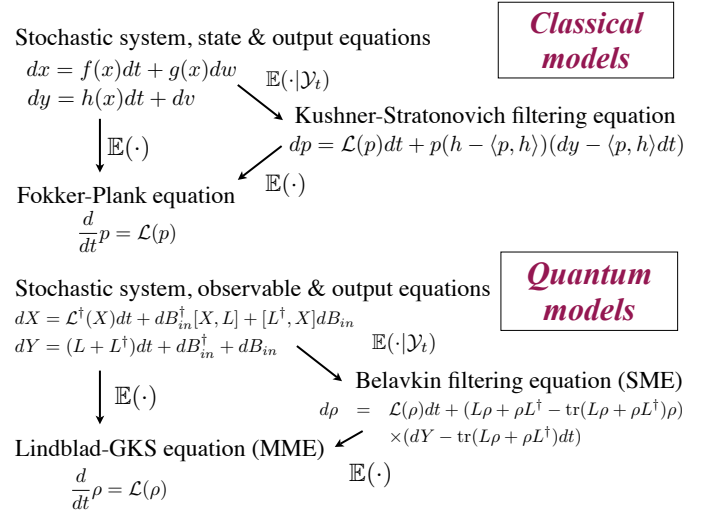 Classical
models
Stochastic system, state & output equations
dx = f(x)dt + g(x)dw
𝔼(·|𝒴ₜ)
dy = h(x)dt + dv
Kushner-Stratonovich filtering equation
𝔼(·)
dp = ℒ(p)dt + p(h − ⟨p, h⟩)(dy − ⟨p, h⟩dt)
𝔼(·)
Fokker-Plank equation
d/dt p = ℒ(p)
Quantum
models
Stochastic system, observable & output equations
dX = ℒ†(X)dt + dB†_in[X, L] + [L†, X]dB_in
dY = (L + L†)dt + dB†_in + dB_in
𝔼(·|𝒴ₜ)
Belavkin filtering equation (SME)
𝔼(·)
dρ = ℒ(ρ)dt + (Lρ + ρL† − tr(Lρ + ρL†)ρ)
×(dY − tr(Lρ + ρL†)dt)
Lindblad-GKS equation (MME)
𝔼(·)
d/dt ρ = ℒ(ρ)